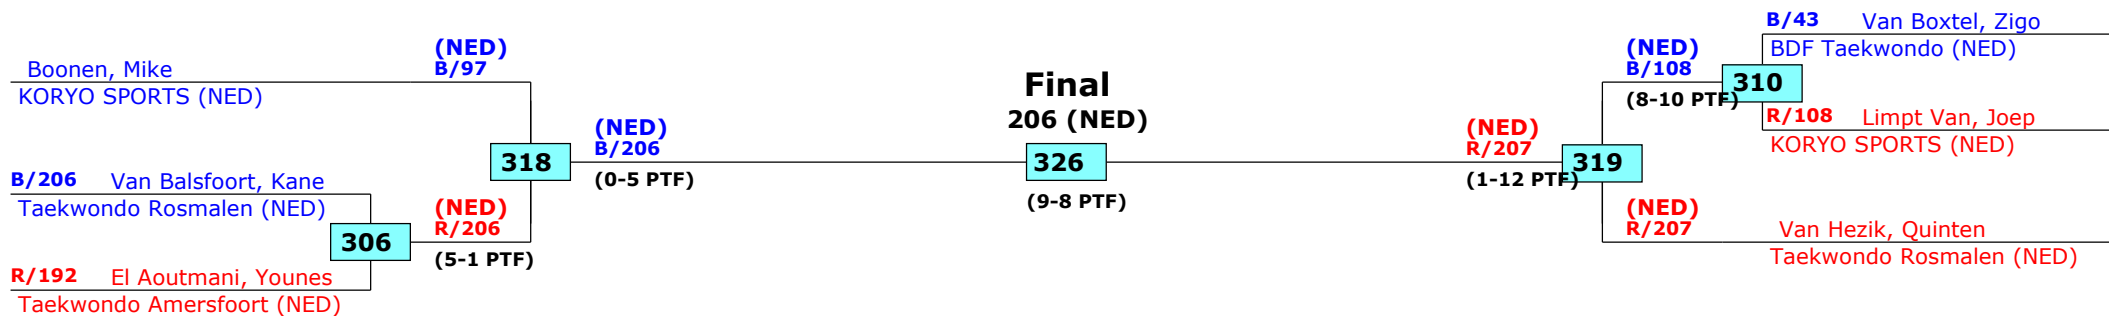 Boonen, Mike
KORYO SPORTS (NED)
B/206 Van Balsfoort, Kane
Taekwondo Rosmalen (NED)
R/192 El Aoutmani, Younes
Taekwondo Amersfoort (NED)
306
(NED)
B/97
(NED)
R/206
(5-1 PTF)
318
(NED)
B/206
(0-5 PTF)
Final
206 (NED)
326
(9-8 PTF)
(NED)
R/207
(1-12 PTF)
319
(NED)
B/108
(8-10 PTF)
310
(NED)
R/207
B/43 Van Boxtel, Zigo
BDF Taekwondo (NED)
R/108 Limpt Van, Joep
KORYO SPORTS (NED)
Van Hezik, Quinten
Taekwondo Rosmalen (NED)